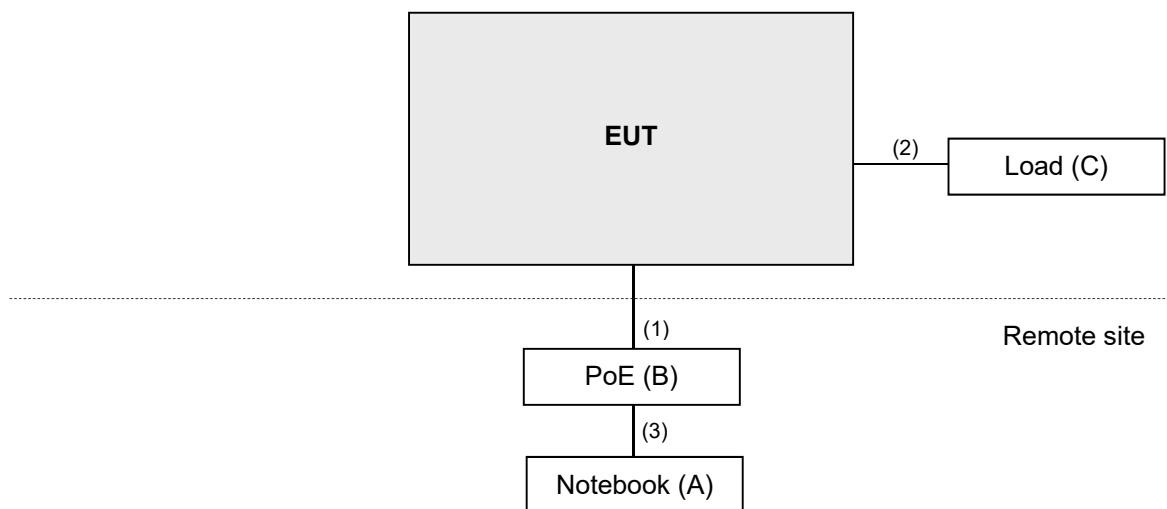 EUT
(2)
Load (C)
Remote site
(1)
PoE (B)
(3)
Notebook (A)